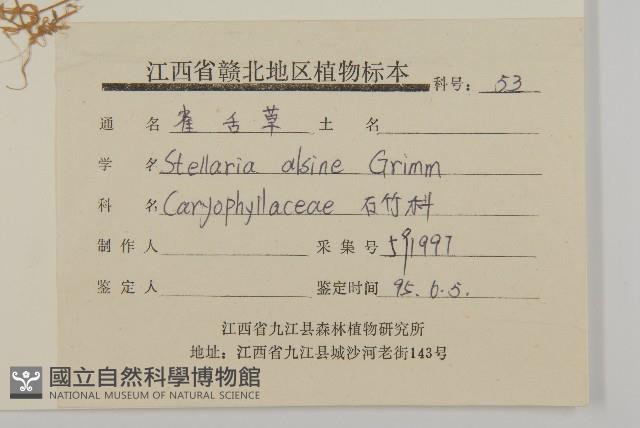 江西省赣北地区植物标本 科号: 53
通 名 雀舌草 土 名
学 名 Stellaria alsine Grimm
科 名 Caryophyllaceae 石竹科
制作人 采集号 591997
鉴定人 鉴定时间 95.6.5.
江西省九江县森林植物研究所
地址: 江西省九江县城沙河老街143号
國立自然科學博物館
NATIONAL MUSEUM OF NATURAL SCIENCE